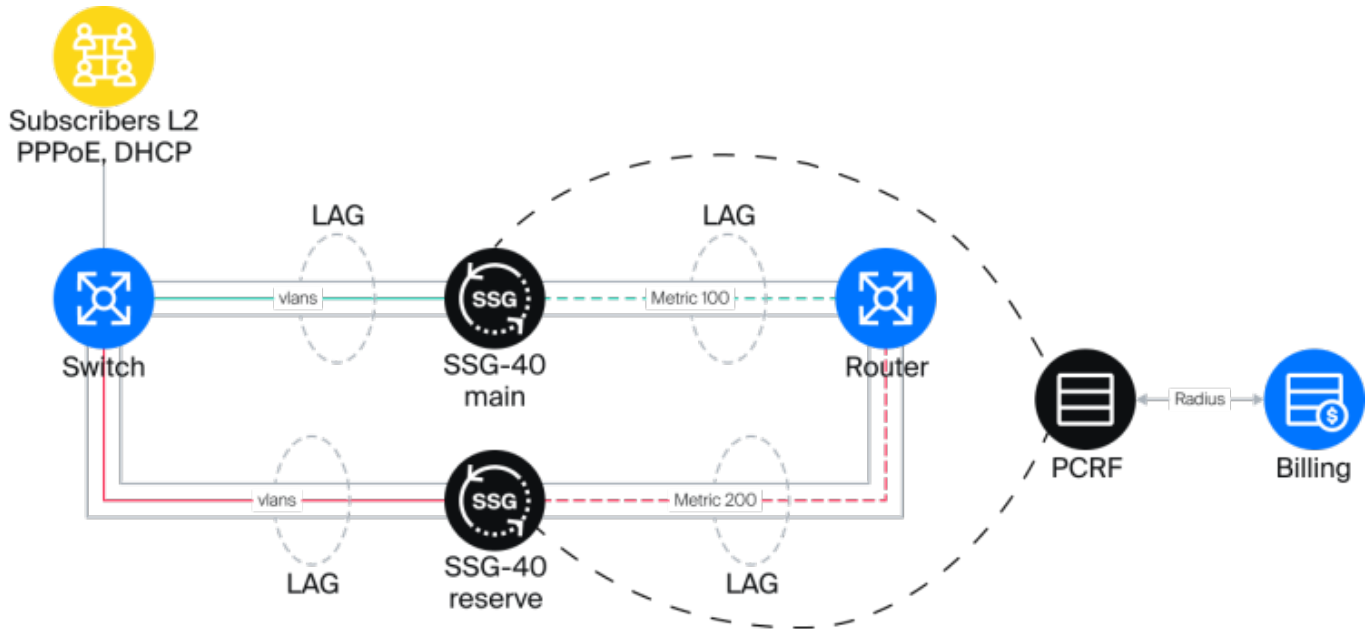 Subscribers L2
PPPoE, DHCP
LAG
LAG
vlans
SSG
Metric 100
Switch
SSG-40
main
Router
Radius
PCRF
Billing
$
vlans
SSG
Metric 200
LAG
SSG-40
reserve
LAG